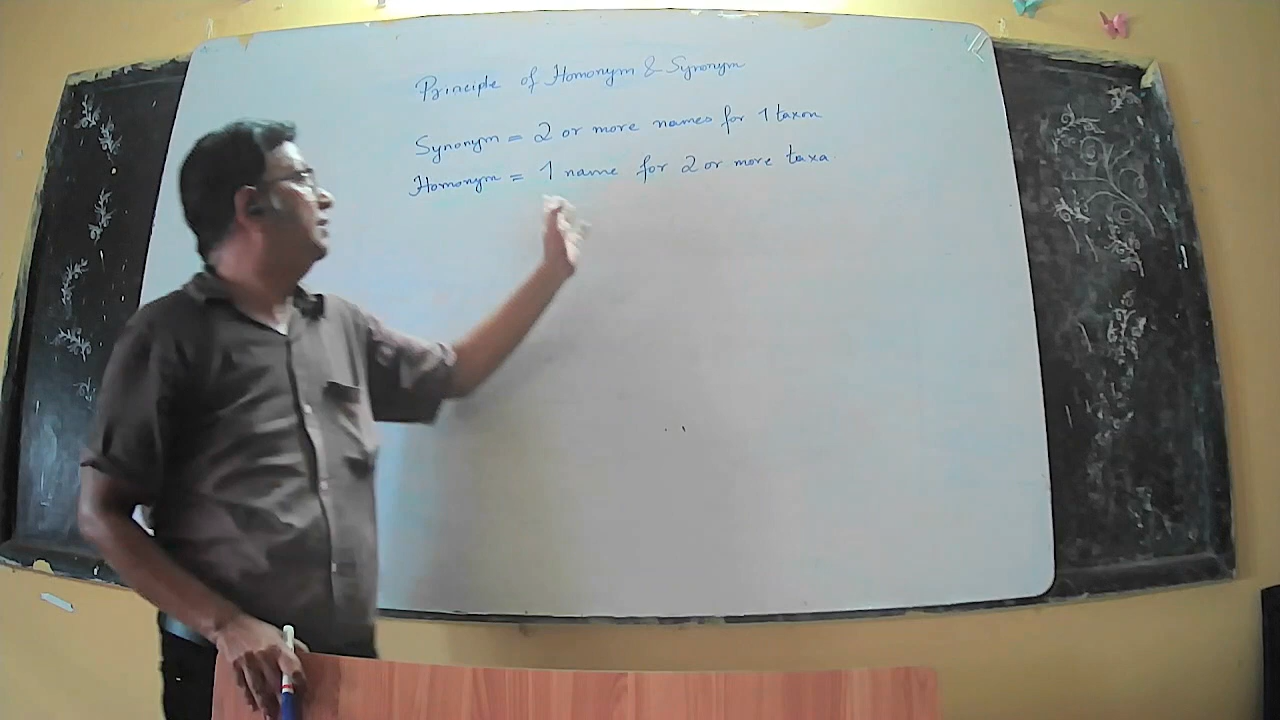 Principle of Homonym & Synonym
Synonym = 2 or more names for 1 taxon
Homonym = 1 name for 2 or more taxa